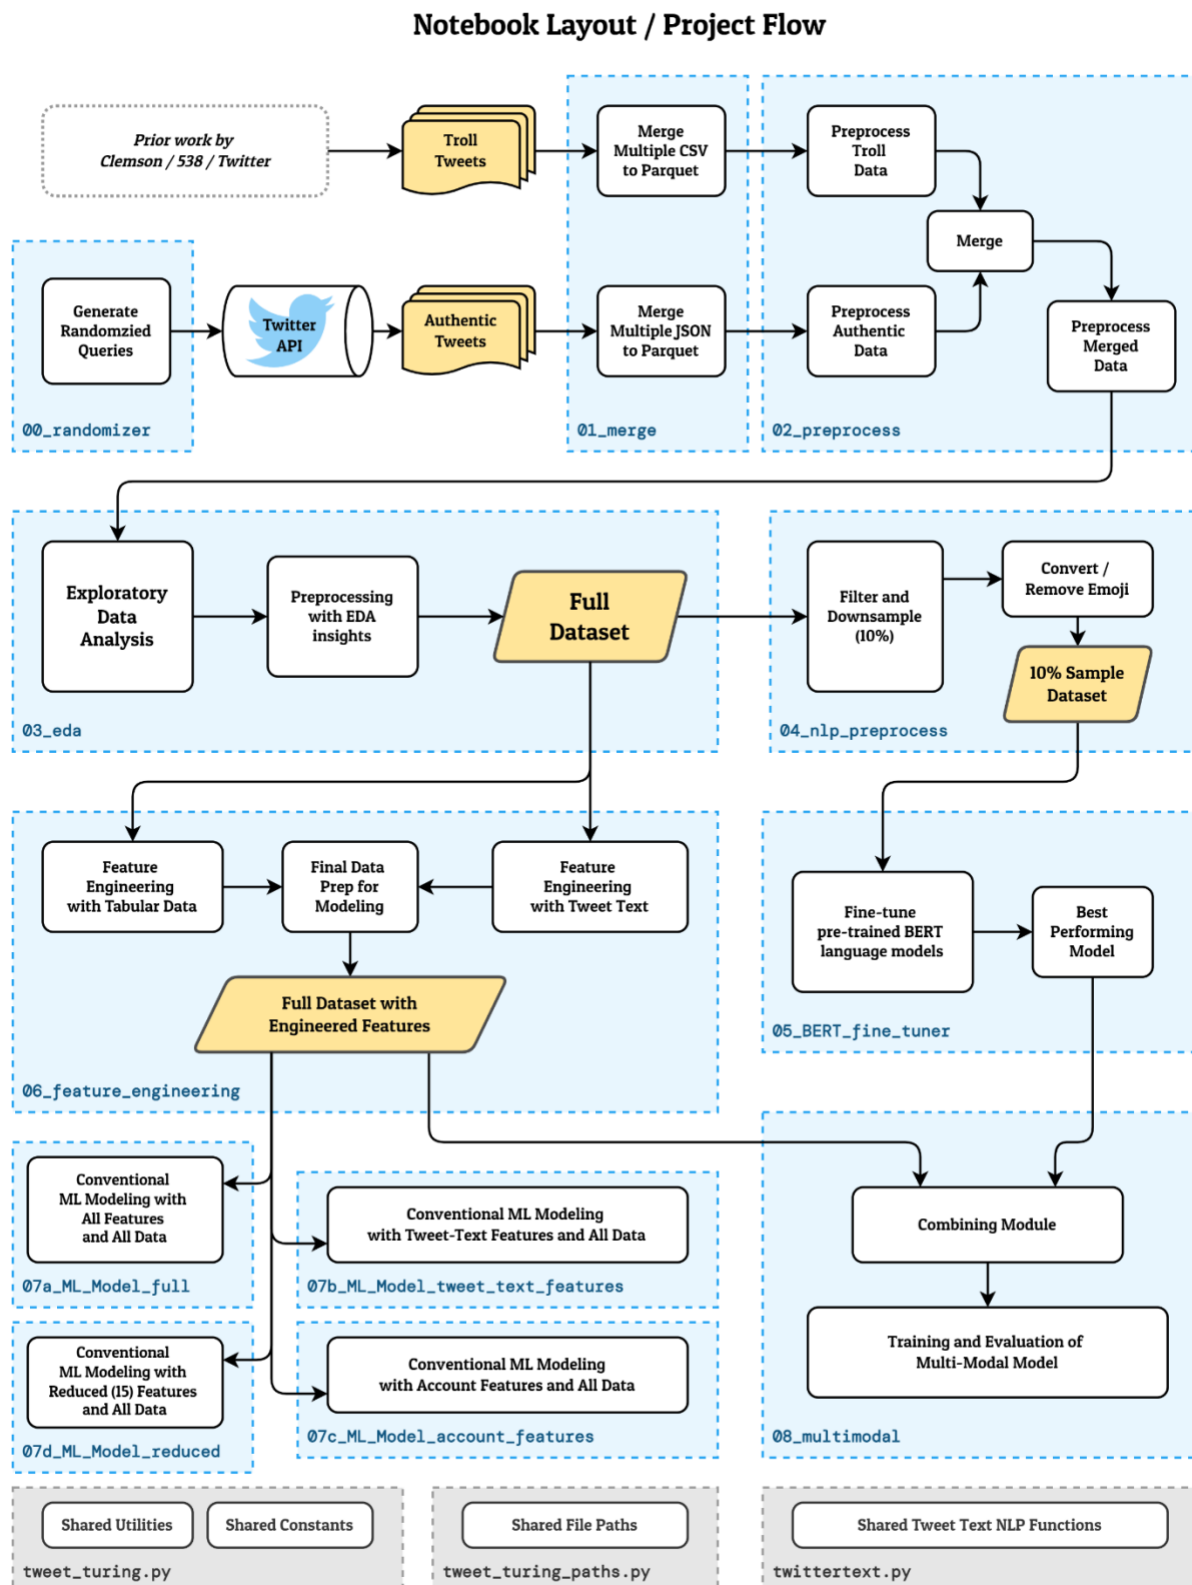 Notebook Layout / Project Flow
Prior work by
Clemson / 538 / Twitter
Troll
Tweets
Merge
Multiple CSV
to Parquet
Preprocess
Troll
Data
Merge
Generate
Randomzied
Queries
Twitter
API
Authentic
Tweets
Merge
Multiple JSON
to Parquet
Preprocess
Authentic
Data
Preprocess
Merged
Data
00_randomizer
01_merge
02_preprocess
Exploratory
Data
Analysis
Preprocessing
with EDA
insights
Full
Dataset
Filter and
Downsample
(10%)
Convert /
Remove Emoji
10% Sample
Dataset
03_eda
04_nlp_preprocess
Feature
Engineering
with Tabular Data
Final Data
Prep for
Modeling
Feature
Engineering
with Tweet Text
Fine-tune
pre-trained BERT
language models
Best
Performing
Model
Full Dataset with
Engineered Features
05_BERT_fine_tuner
06_feature_engineering
Conventional
ML Modeling with
All Features
and All Data
07a_ML_Model_full
Conventional ML Modeling
with Tweet-Text Features and All Data
07b_ML_Model_tweet_text_features
Combining Module
Conventional
ML Modeling with
Reduced (15) Features
and All Data
07d_ML_Model_reduced
Conventional ML Modeling
with Account Features and All Data
07c_ML_Model_account_features
Training and Evaluation of
Multi-Modal Model
08_multimodal
Shared Utilities
Shared Constants
tweet_turing.py
Shared File Paths
tweet_turing_paths.py
Shared Tweet Text NLP Functions
twittertext.py